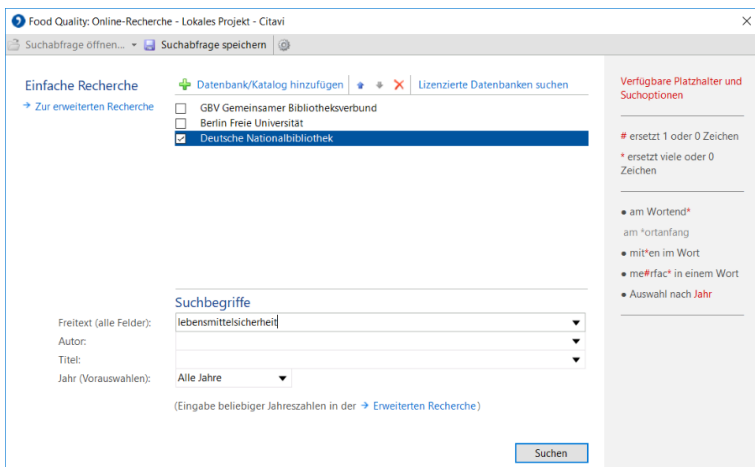 Food Quality: Online-Recherche - Lokales Projekt - Citavi
Suchabfrage öffnen... Suchabfrage speichern
Einfache Recherche
→ Zur erweiterten Recherche
Datenbank/Katalog hinzufügen Lizenzierte Datenbanken suchen
GBV Gemeinsamer Bibliotheksverbund
Berlin Freie Universität
Deutsche Nationalbibliothek
Suchbegriffe
Freitext (alle Felder): lebensmittelsicherheit
Autor:
Titel:
Jahr (Vorauswahlen): Alle Jahre
(Eingabe beliebiger Jahreszahlen in der → Erweiterten Recherche)
Suchen
Verfügbare Platzhalter und
Suchoptionen
# ersetzt 1 oder 0 Zeichen
* ersetzt viele oder 0
Zeichen
• am Wortend*
am *ortanfang
• mit*en im Wort
• me#rfac* in einem Wort
• Auswahl nach Jahr